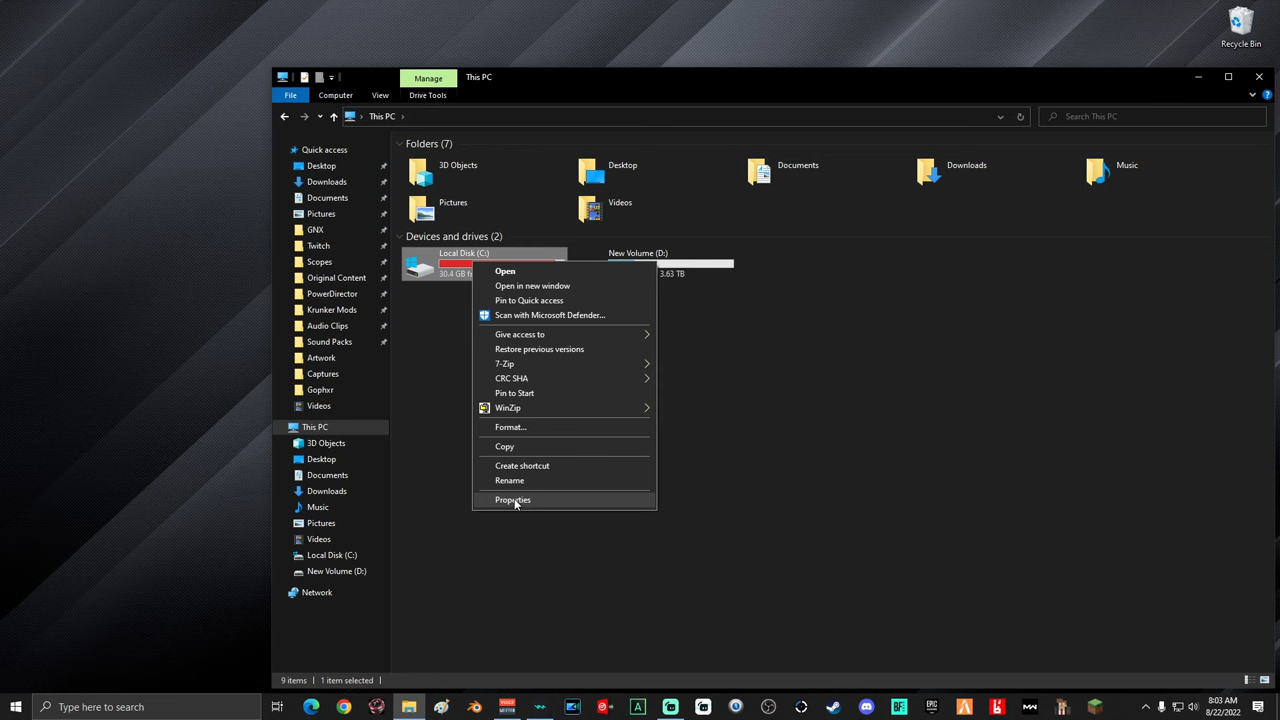 Recycle Bin
Manage
This PC
File
Computer
View
Drive Tools
This PC
Search This PC
Quick access
Desktop
Downloads
Documents
Pictures
GNX
Twitch
Scopes
Original Content
PowerDirector
Krunker Mods
Audio Clips
Sound Packs
Artwork
Captures
Gophxr
Videos
This PC
3D Objects
Desktop
Documents
Downloads
Music
Pictures
Videos
Local Disk (C:)
New Volume (D:)
Network
Folders (7)
3D Objects
Desktop
Documents
Downloads
Music
Pictures
Videos
Devices and drives (2)
Local Disk (C:)
30.4 GB
New Volume (D:)
3.63 TB
Open
Open in new window
Pin to Quick access
Scan with Microsoft Defender...
Give access to
Restore previous versions
7-Zip
CRC SHA
Pin to Start
WinZip
Format...
Copy
Create shortcut
Rename
Properties
9 items
1 item selected
Type here to search
8:03 AM
8/22/2022